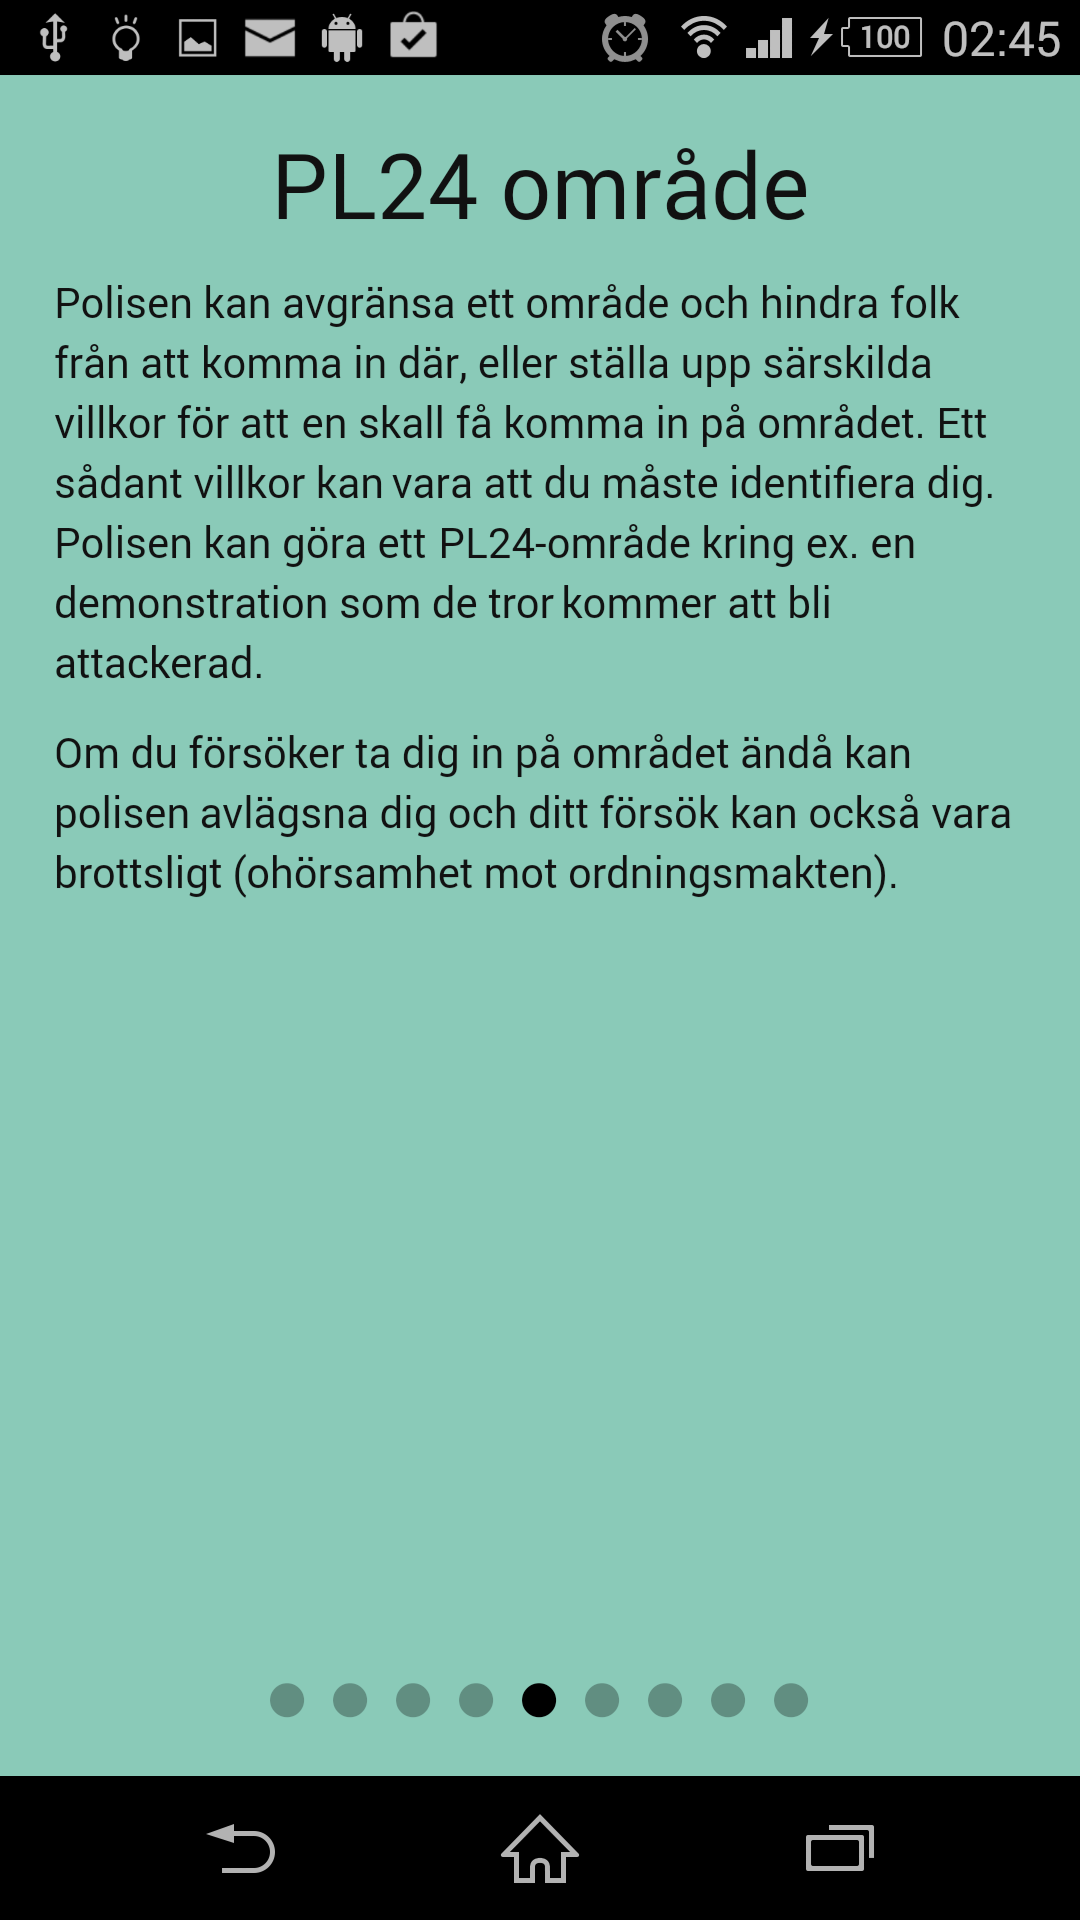 100 02:45
PL24 område
Polisen kan avgränsa ett område och hindra folk
från att komma in där, eller ställa upp särskilda
villkor för att en skall få komma in på området. Ett
sådant villkor kan vara att du måste identifiera dig.
Polisen kan göra ett PL24-område kring ex. en
demonstration som de tror kommer att bli
attackerad.
Om du försöker ta dig in på området ändå kan
polisen avlägsna dig och ditt försök kan också vara
brottsligt (ohörsamhet mot ordningsmakten).